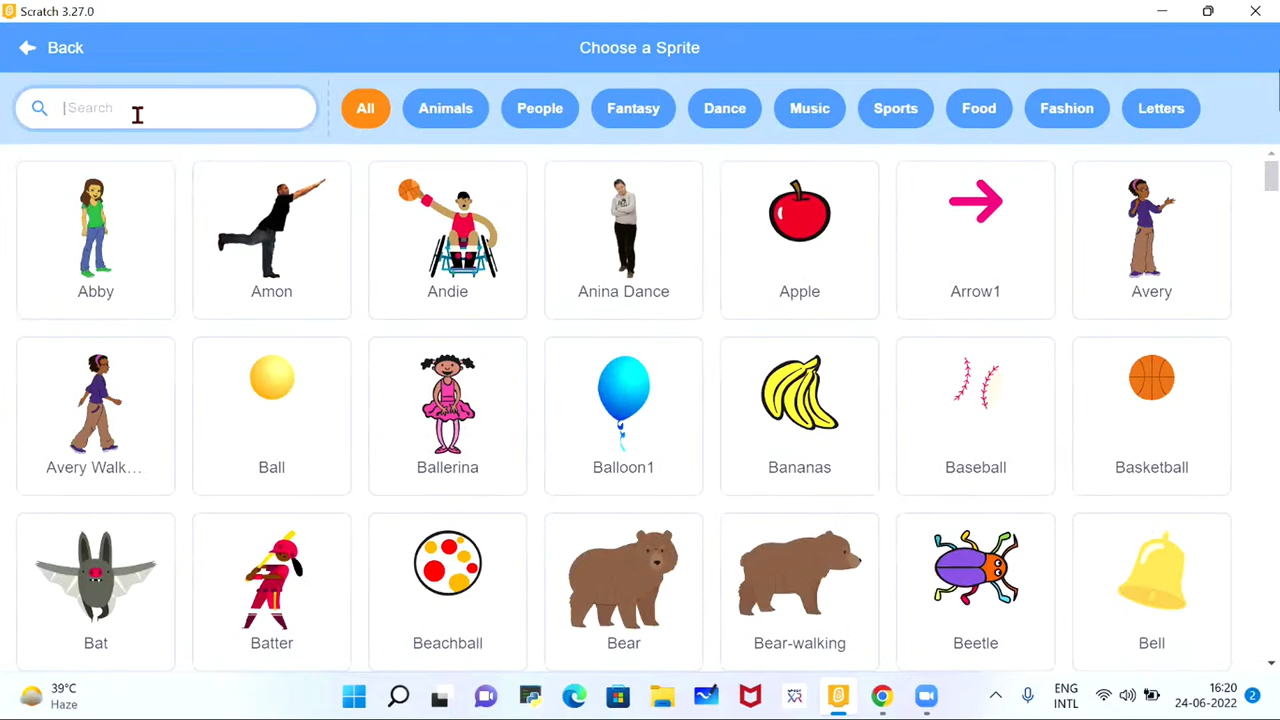 Scratch 3.27.0
Back
Choose a Sprite
Search
All
Animals
People
Fantasy
Dance
Music
Sports
Food
Fashion
Letters
Abby
Amon
Andie
Anina Dance
Apple
Arrow1
Avery
Avery Walk...
Ball
Ballerina
Balloon1
Bananas
Baseball
Basketball
Bat
Batter
Beachball
Bear
Bear-walking
Beetle
Bell
39°C
Haze
ENG
INTL
16:20
24-06-2022
2